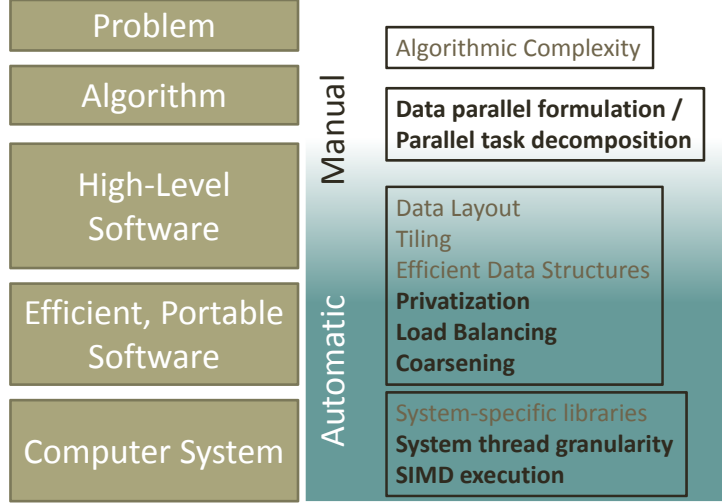 Problem
Algorithm
High-Level
Software
Efficient, Portable
Software
Computer System
Manual
Automatic
Algorithmic Complexity
Data parallel formulation /
Parallel task decomposition
Data Layout
Tiling
Efficient Data Structures
Privatization
Load Balancing
Coarsening
System-specific libraries
System thread granularity
SIMD execution